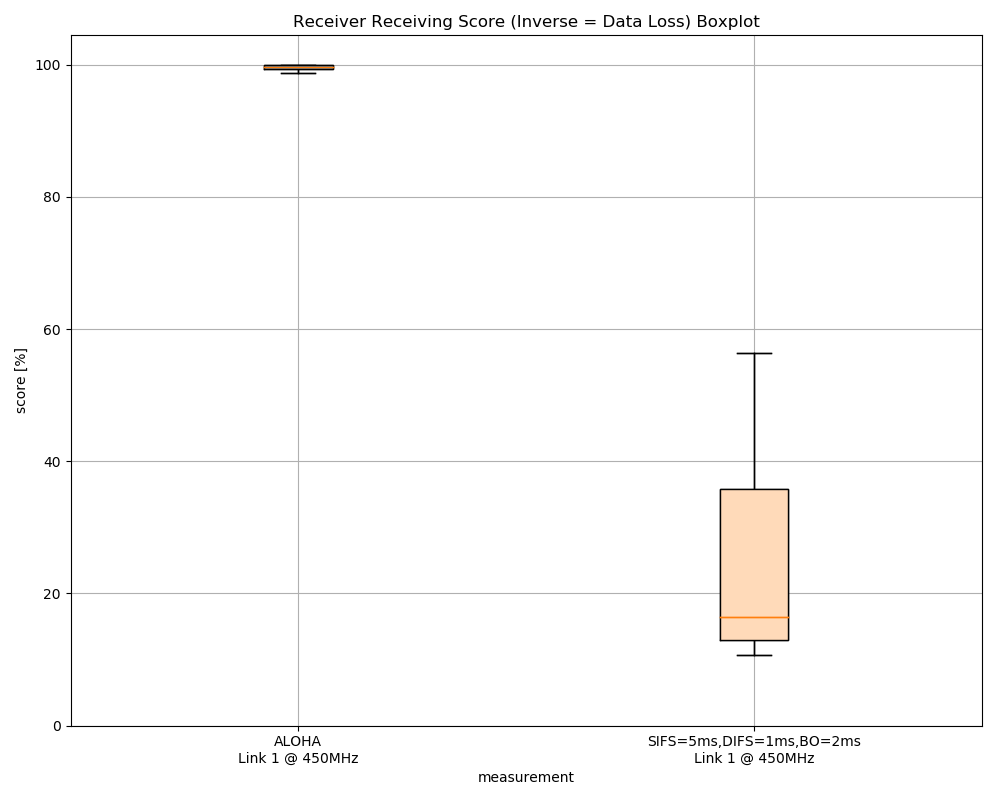 Receiver Receiving Score (Inverse = Data Loss) Boxplot
100
80
60
40
20
0
score [%]
ALOHA
Link 1 @ 450MHz
SIFS=5ms,DIFS=1ms,BO=2ms
Link 1 @ 450MHz
measurement